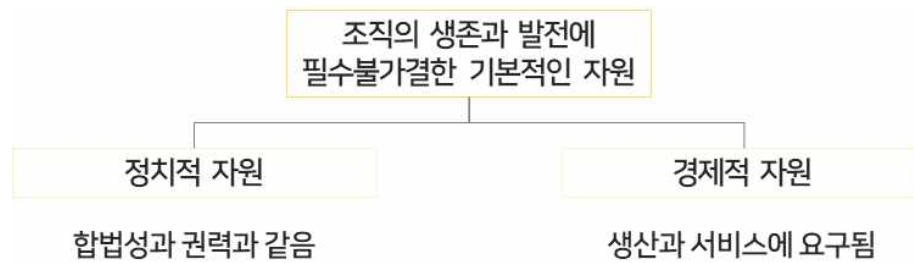 조직의 생존과 발전에
필수불가결한 기본적인 자원
정치적 자원
경제적 자원
합법성과 권력과 같음
생산과 서비스에 요구됨